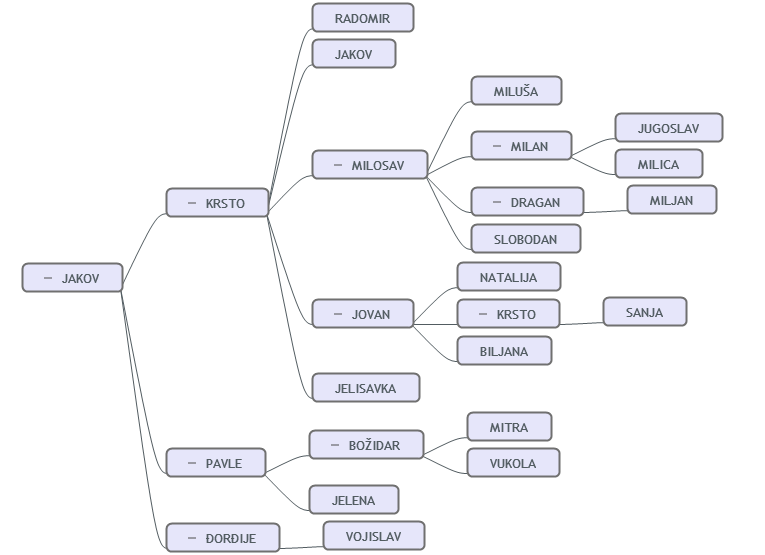 RADOMIR
JAKOV
MILUŠA
JUGOSLAV
– MILAN
– MILOSAV
MILICA
– KRSTO
– DRAGAN
MILJAN
SLOBODAN
– JAKOV
NATALIJA
– JOVAN
– KRSTO
SANJA
BILJANA
JELISAVKA
MITRA
– BOŽIDAR
– PAVLE
VUKOLA
JELENA
– ĐORĐIJE
VOJISLAV